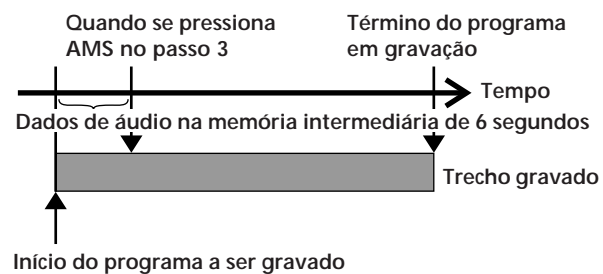 Quando se pressiona
AMS no passo 3
Término do programa
em gravação
Tempo
Dados de áudio na memória intermediária de 6 segundos
Trecho gravado
Início do programa a ser gravado